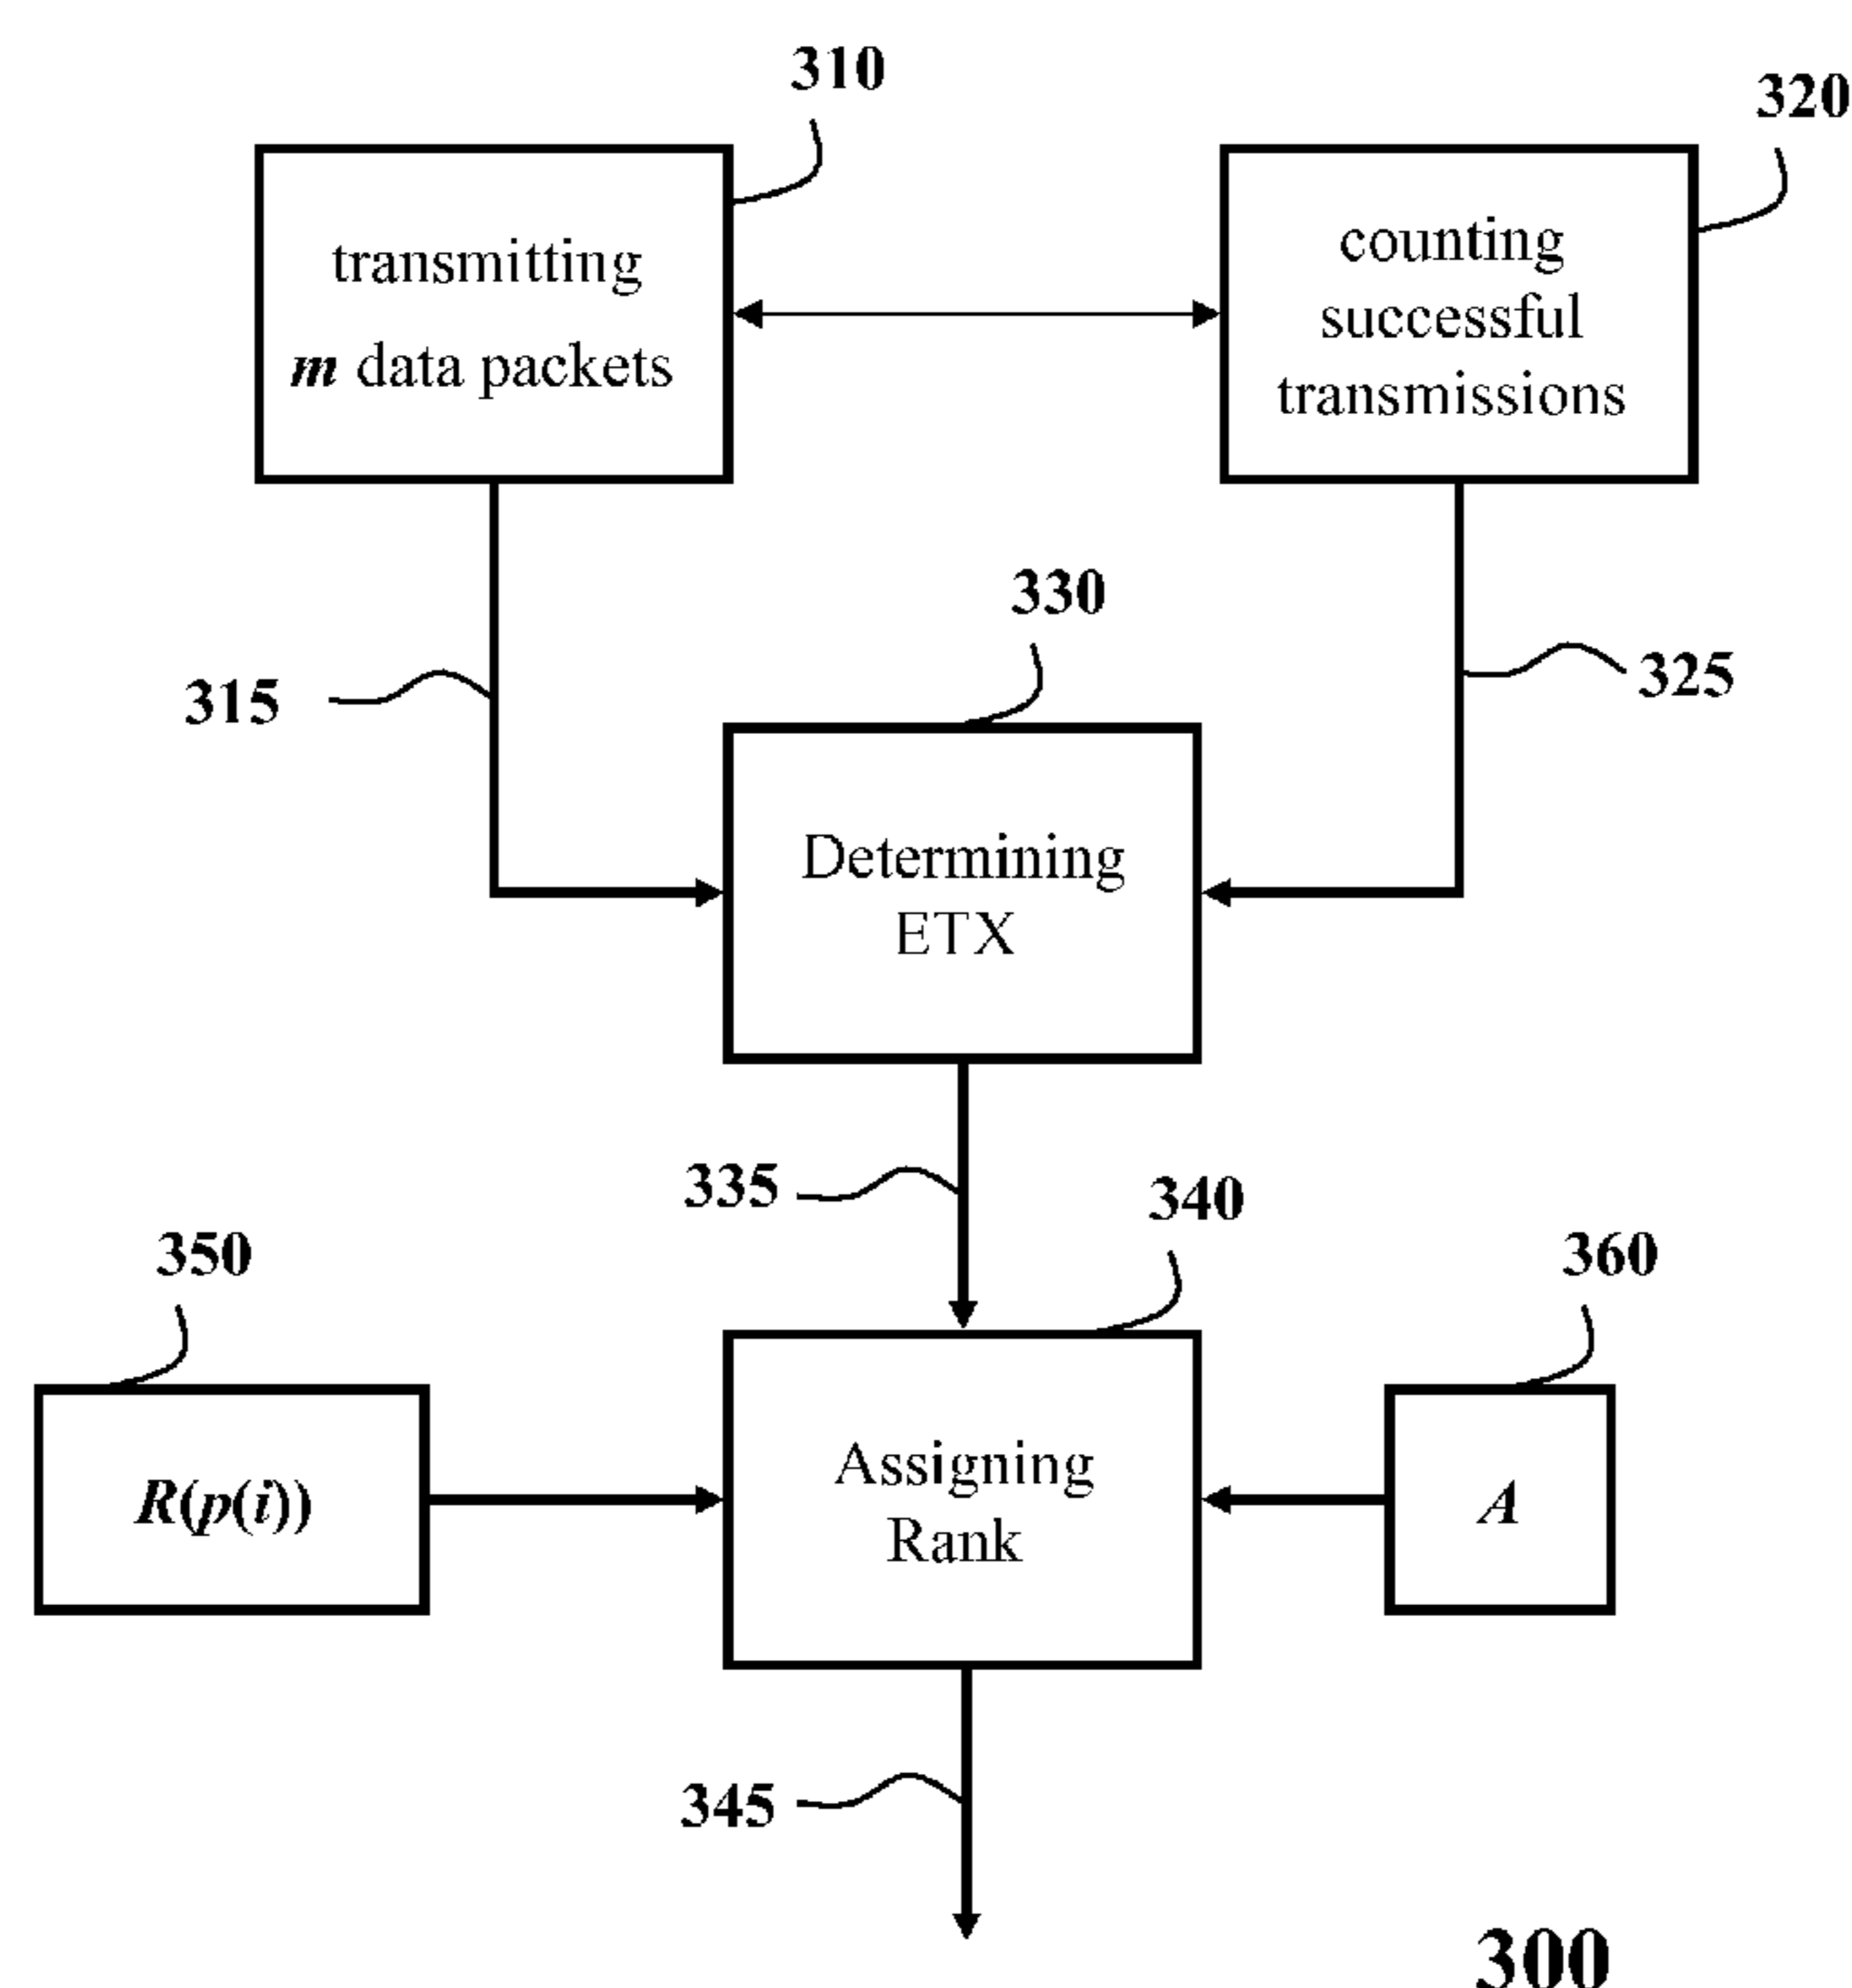 310
320
transmitting
m data packets
counting
successful
transmissions
330
315
325
Determining
ETX
335
340
350
360
R(p(i))
Assigning
Rank
A
345
300